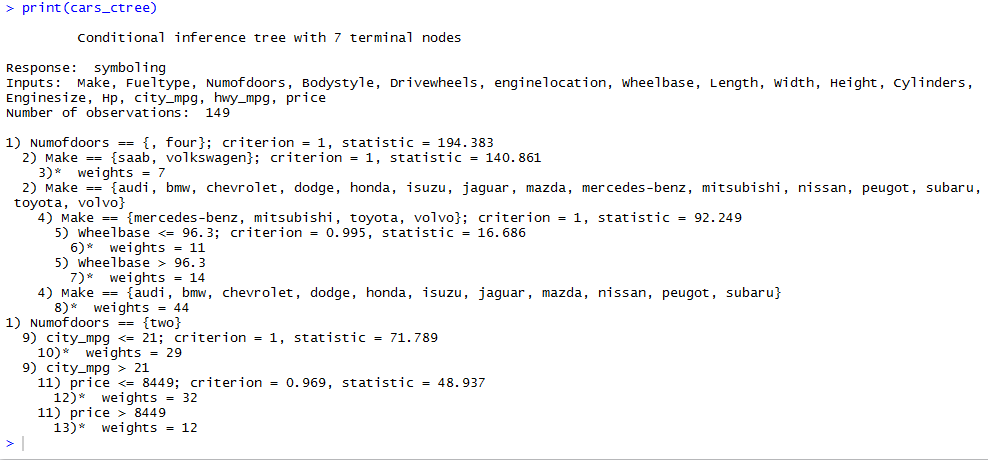 > print(cars_ctree)
Conditional inference tree with 7 terminal nodes
Response:  symboling
Inputs:  Make, Fueltype, Numofdoors, Bodystyle, Drivewheels, enginelocation, Wheelbase, Length, Width, Height, Cylinders,
Enginesize, Hp, city_mpg, hwy_mpg, price
Number of observations:  149
1) Numofdoors == {, four}; criterion = 1, statistic = 194.383
2) Make == {saab, volkswagen}; criterion = 1, statistic = 140.861
3)*  weights = 7
2) Make == {audi, bmw, chevrolet, dodge, honda, isuzu, jaguar, mazda, mercedes-benz, mitsubishi, nissan, peugot, subaru,
toyota, volvo}
4) Make == {mercedes-benz, mitsubishi, toyota, volvo}; criterion = 1, statistic = 92.249
5) Wheelbase <= 96.3; criterion = 0.995, statistic = 16.686
6)*  weights = 11
5) Wheelbase > 96.3
7)*  weights = 14
4) Make == {audi, bmw, chevrolet, dodge, honda, isuzu, jaguar, mazda, nissan, peugot, subaru}
8)*  weights = 44
1) Numofdoors == {two}
9) city_mpg <= 21; criterion = 1, statistic = 71.789
10)*  weights = 29
9) city_mpg > 21
11) price <= 8449; criterion = 0.969, statistic = 48.937
12)*  weights = 32
11) price > 8449
13)*  weights = 12
>